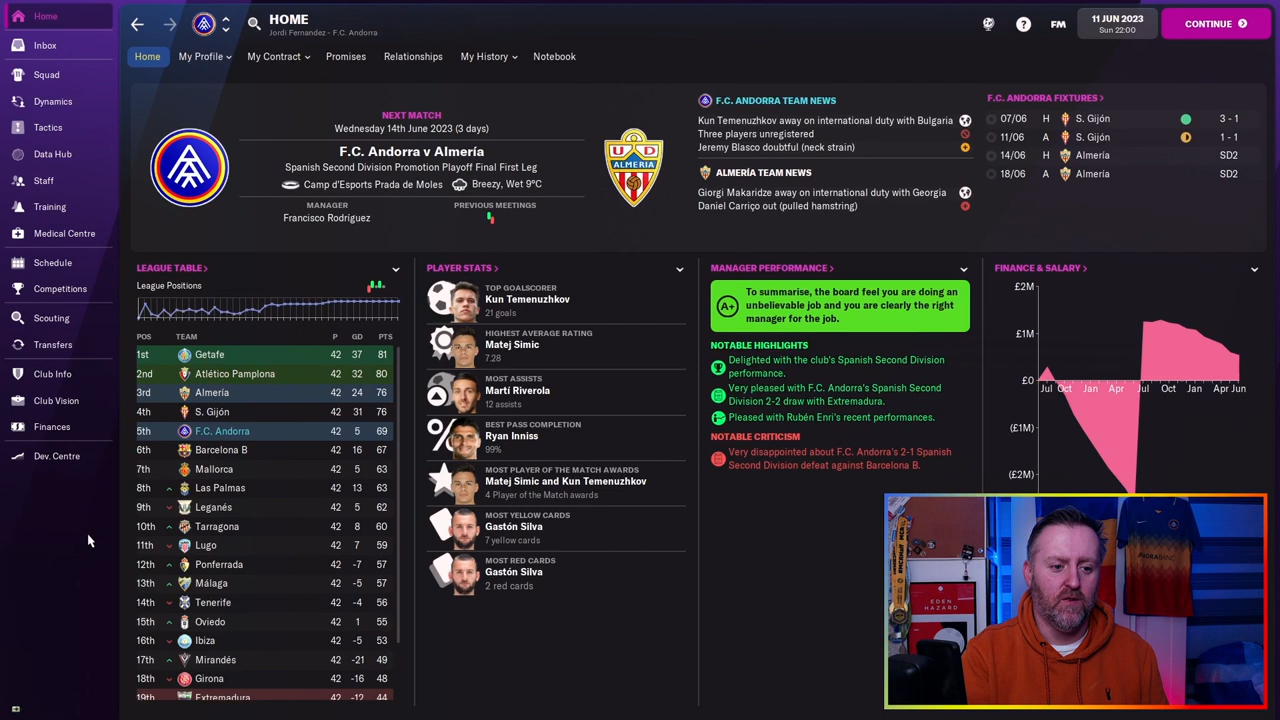 Home
HOME
Jordi Fernandez - F.C. Andorra
?
FM
11 JUN 2023
Sun 22:00
CONTINUE
Inbox
Squad
Dynamics
Tactics
Data Hub
Staff
Training
Medical Centre
Schedule
Competitions
Scouting
Transfers
Club Info
Club Vision
Finances
Dev. Centre
Home
My Profile
My Contract
Promises
Relationships
My History
Notebook
NEXT MATCH
Wednesday 14th June 2023 (3 days)
F.C. Andorra v Almería
Spanish Second Division Promotion Playoff Final First Leg
Camp d'Esports Prada de Moles
Breezy, Wet 9ºC
MANAGER
PREVIOUS MEETINGS
Francisco Rodríguez
U D
ALMERIA
F.C. ANDORRA TEAM NEWS
Kun Temenuzhkov away on international duty with Bulgaria
Three players unregistered
Jeremy Blasco doubtful (neck strain)
ALMERÍA TEAM NEWS
Giorgi Makaridze away on international duty with Georgia
Daniel Carriço out (pulled hamstring)
F.C. ANDORRA FIXTURES >
07/06 H S. Gijón 3 - 1
11/06 A S. Gijón 1 - 1
14/06 H Almería SD2
18/06 A Almería SD2
LEAGUE TABLE >
League Positions
POS TEAM P GD PTS
1st Getafe 42 37 81
2nd Atlético Pamplona 42 32 80
3rd Almería 42 24 76
4th S. Gijón 42 31 76
5th F.C. Andorra 42 5 69
6th Barcelona B 42 16 67
7th Mallorca 42 5 63
8th Las Palmas 42 13 63
9th Leganés 42 5 62
10th Tarragona 42 8 60
11th Lugo 42 7 59
12th Ponferrada 42 -7 57
13th Málaga 42 -5 57
14th Tenerife 42 -4 56
15th Oviedo 42 1 55
16th Ibiza 42 -5 53
17th Mirandés 42 -21 49
18th Girona 42 -16 48
19th Extremadura 42 -12 44
PLAYER STATS >
TOP GOALSCORER
Kun Temenuzhkov
21 goals
HIGHEST AVERAGE RATING
Matej Simic
7.28
MOST ASSISTS
Martí Riverola
12 assists
BEST PASS COMPLETION
Ryan Inniss
99%
MOST PLAYER OF THE MATCH AWARDS
Matej Simic and Kun Temenuzhkov
4 Player of the Match awards
MOST YELLOW CARDS
Gastón Silva
7 yellow cards
MOST RED CARDS
Gastón Silva
2 red cards
MANAGER PERFORMANCE >
A+
To summarise, the board feel you are doing an
unbelievable job and you are clearly the right
manager for the job.
NOTABLE HIGHLIGHTS
Delighted with the club's Spanish Second Division
performance.
Very pleased with F.C. Andorra's Spanish Second
Division 2-2 draw with Extremadura.
Pleased with Rubén Enri's recent performances.
NOTABLE CRITICISM
Very disappointed about F.C. Andorra's 2-1 Spanish
Second Division defeat against Barcelona B.
FINANCE & SALARY >
£2M
£1M
£0
Jul Oct Jan Apr Jul Oct Jan Apr Jun
(£1M)
(£2M)
EDEN
HAZARD